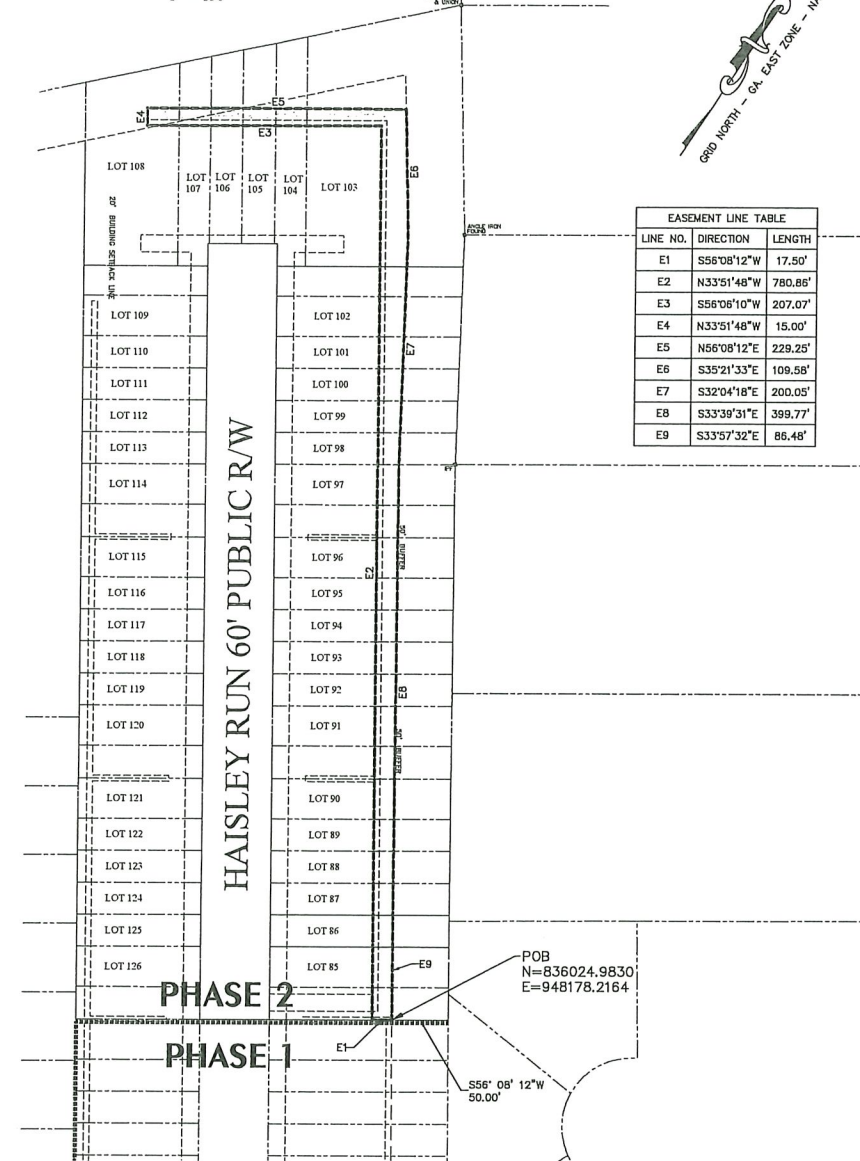 & UNION
GRID NORTH - GA. EAST ZONE - NA
E5
E4
E3
E6
LOT 108
LOT
107
LOT
106
LOT
105
LOT
104
LOT 103
20' BUILDING SETBACK LINE
ANGLE IRON
FOUND
EASEMENT LINE TABLE
LINE NO. DIRECTION LENGTH
E1 S56°08'12"W 17.50'
E2 N33°51'48"W 780.86'
E3 S56°06'10"W 207.07'
E4 N33°51'48"W 15.00'
E5 N56°08'12"E 229.25'
E6 S35°21'33"E 109.58'
E7 S32°04'18"E 200.05'
E8 S33°39'31"E 399.77'
E9 S33°57'32"E 86.48'
LOT 109
LOT 102
LOT 110
LOT 101
E7
LOT 111
LOT 100
LOT 112
LOT 99
LOT 113
LOT 98
LOT 114
LOT 97
HAISLEY RUN 60' PUBLIC R/W
50' BUFFER
LOT 115
LOT 96
E2
LOT 116
LOT 95
LOT 117
LOT 94
LOT 118
LOT 93
LOT 119
LOT 92
E8
LOT 120
LOT 91
50' BUFFER
LOT 121
LOT 90
LOT 122
LOT 89
LOT 123
LOT 88
LOT 124
LOT 87
LOT 125
LOT 86
LOT 126
LOT 85
E9
POB
N=836024.9830
E=948178.2164
PHASE 2
PHASE 1
E1
S56° 08' 12"W
50.00'